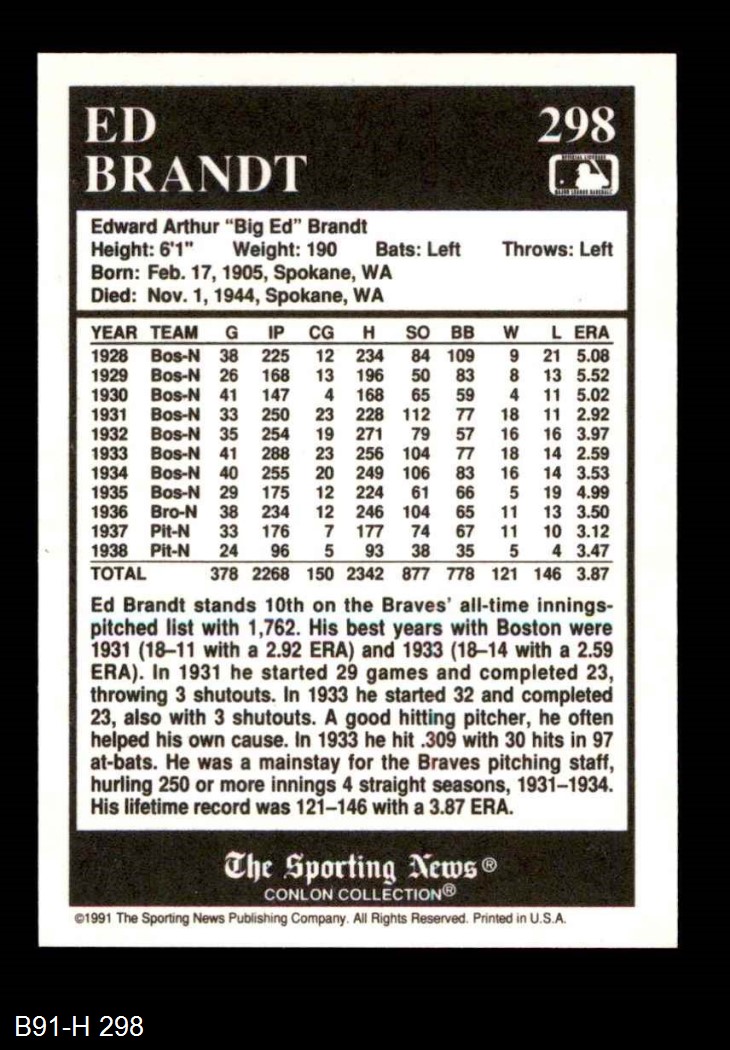 ED
BRANDT
298
OFFICIAL LICENSEE
MAJOR LEAGUE BASEBALL
Edward Arthur “Big Ed” Brandt
Height: 6'1" Weight: 190 Bats: Left Throws: Left
Born: Feb. 17, 1905, Spokane, WA
Died: Nov. 1, 1944, Spokane, WA
YEAR TEAM G IP CG H SO BB W L ERA
1928 Bos-N 38 225 12 234 84 109 9 21 5.08
1929 Bos-N 26 168 13 196 50 83 8 13 5.52
1930 Bos-N 41 147 4 168 65 59 4 11 5.02
1931 Bos-N 33 250 23 228 112 77 18 11 2.92
1932 Bos-N 35 254 19 271 79 57 16 16 3.97
1933 Bos-N 41 288 23 256 104 77 18 14 2.59
1934 Bos-N 40 255 20 249 106 83 16 14 3.53
1935 Bos-N 29 175 12 224 61 66 5 19 4.99
1936 Bro-N 38 234 12 246 104 65 11 13 3.50
1937 Pit-N 33 176 7 177 74 67 11 10 3.12
1938 Pit-N 24 96 5 93 38 35 5 4 3.47
TOTAL 378 2268 150 2342 877 778 121 146 3.87
Ed Brandt stands 10th on the Braves’ all-time innings-
pitched list with 1,762. His best years with Boston were
1931 (18–11 with a 2.92 ERA) and 1933 (18–14 with a 2.59
ERA). In 1931 he started 29 games and completed 23,
throwing 3 shutouts. In 1933 he started 32 and completed
23, also with 3 shutouts. A good hitting pitcher, he often
helped his own cause. In 1933 he hit .309 with 30 hits in 97
at-bats. He was a mainstay for the Braves pitching staff,
hurling 250 or more innings 4 straight seasons, 1931–1934.
His lifetime record was 121–146 with a 3.87 ERA.
The Sporting News®
CONLON COLLECTION®
©1991 The Sporting News Publishing Company. All Rights Reserved. Printed in U.S.A.
B91-H 298